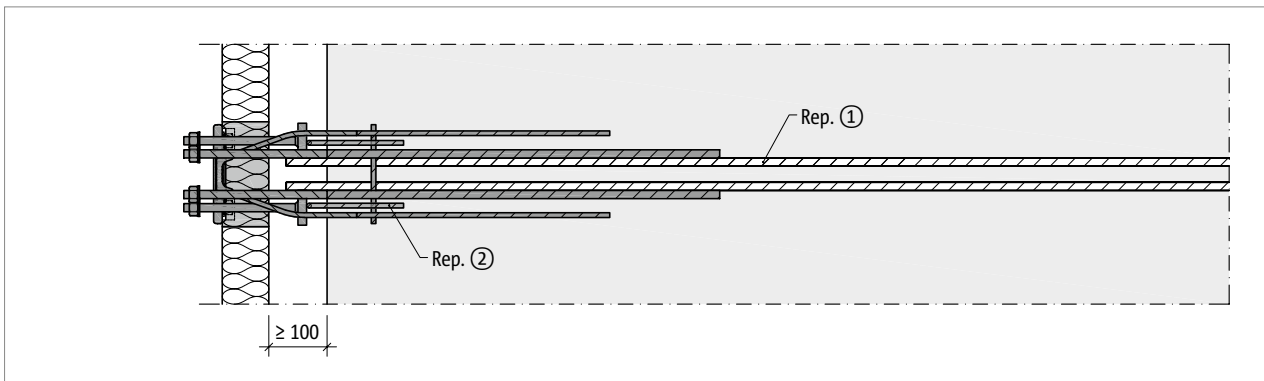 Rep. ①
Rep. ②
≥ 100